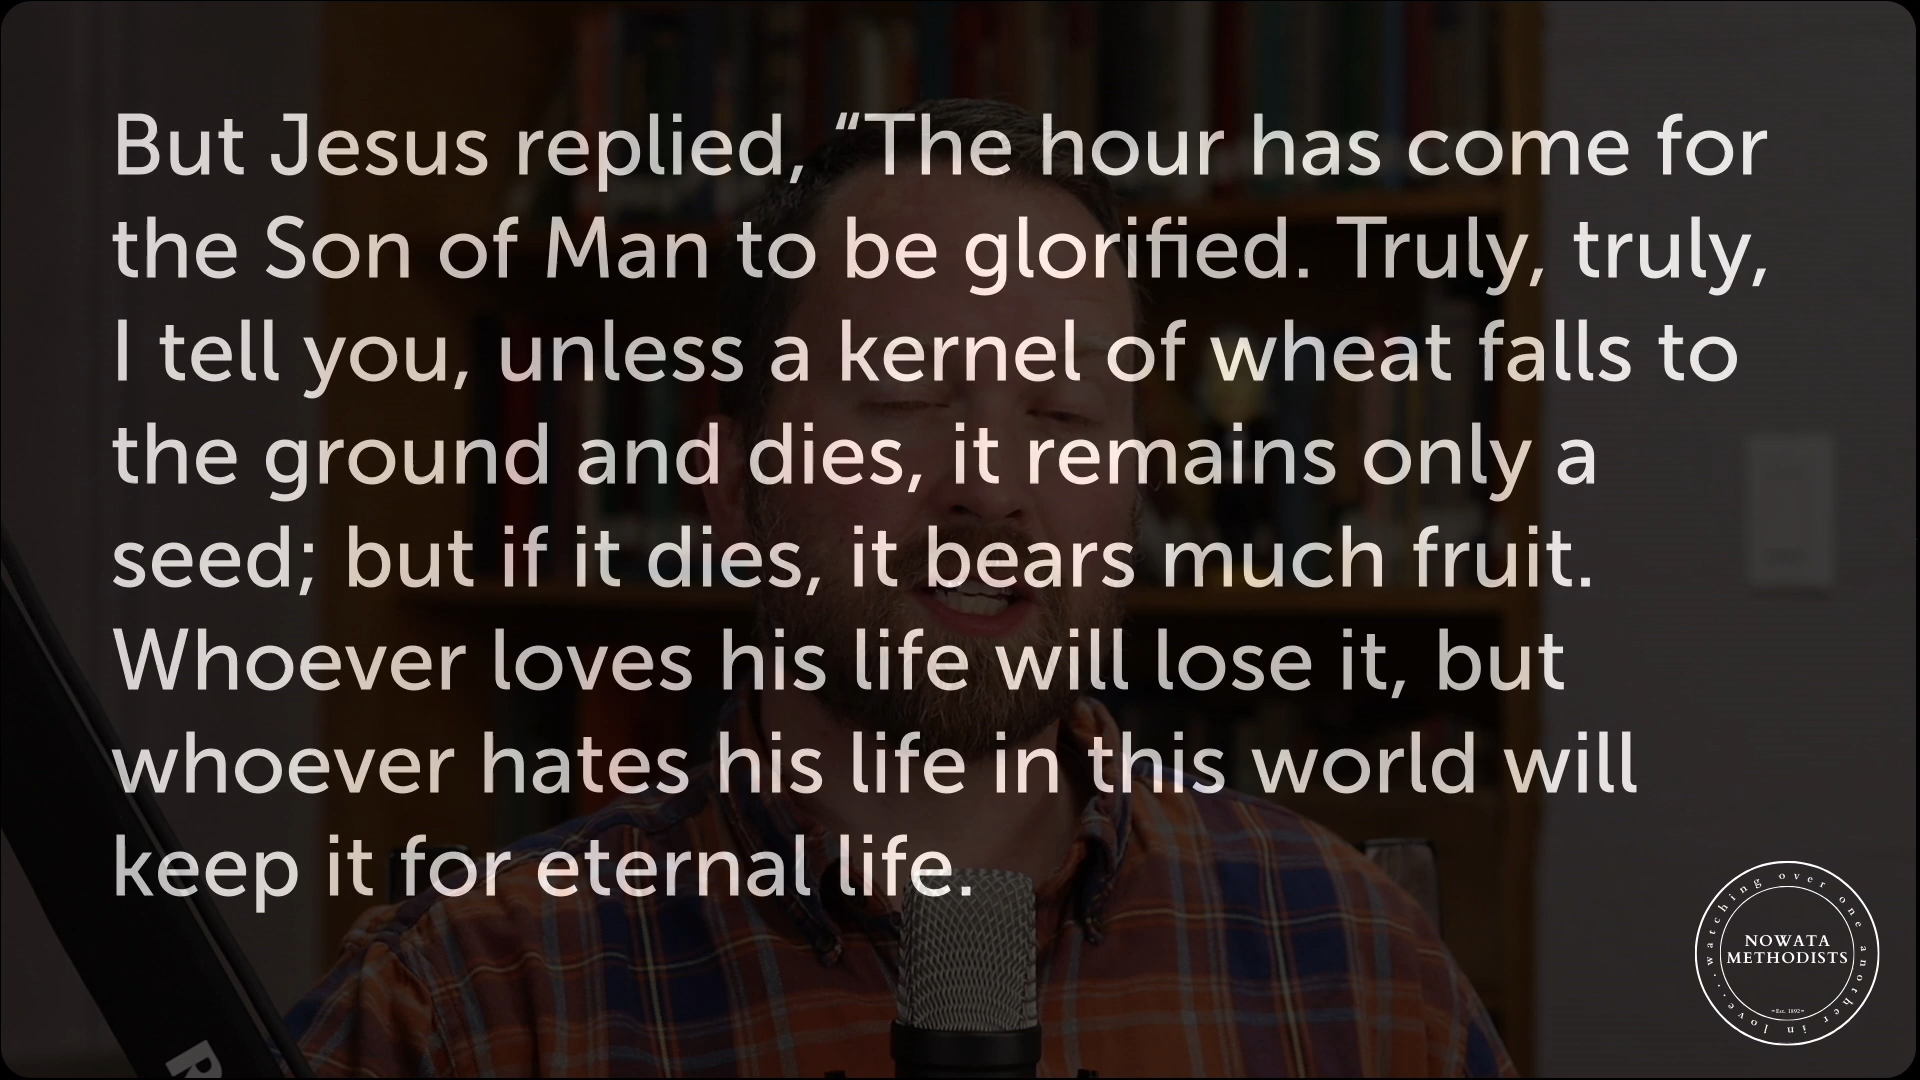 But Jesus replied, “The hour has come for
the Son of Man to be glorified. Truly, truly,
I tell you, unless a kernel of wheat falls to
the ground and dies, it remains only a
seed; but if it dies, it bears much fruit.
Whoever loves his life will lose it, but
whoever hates his life in this world will
keep it for eternal life.
watching over one another in love...
NOWATA
METHODISTS
~Est. 1892~
R